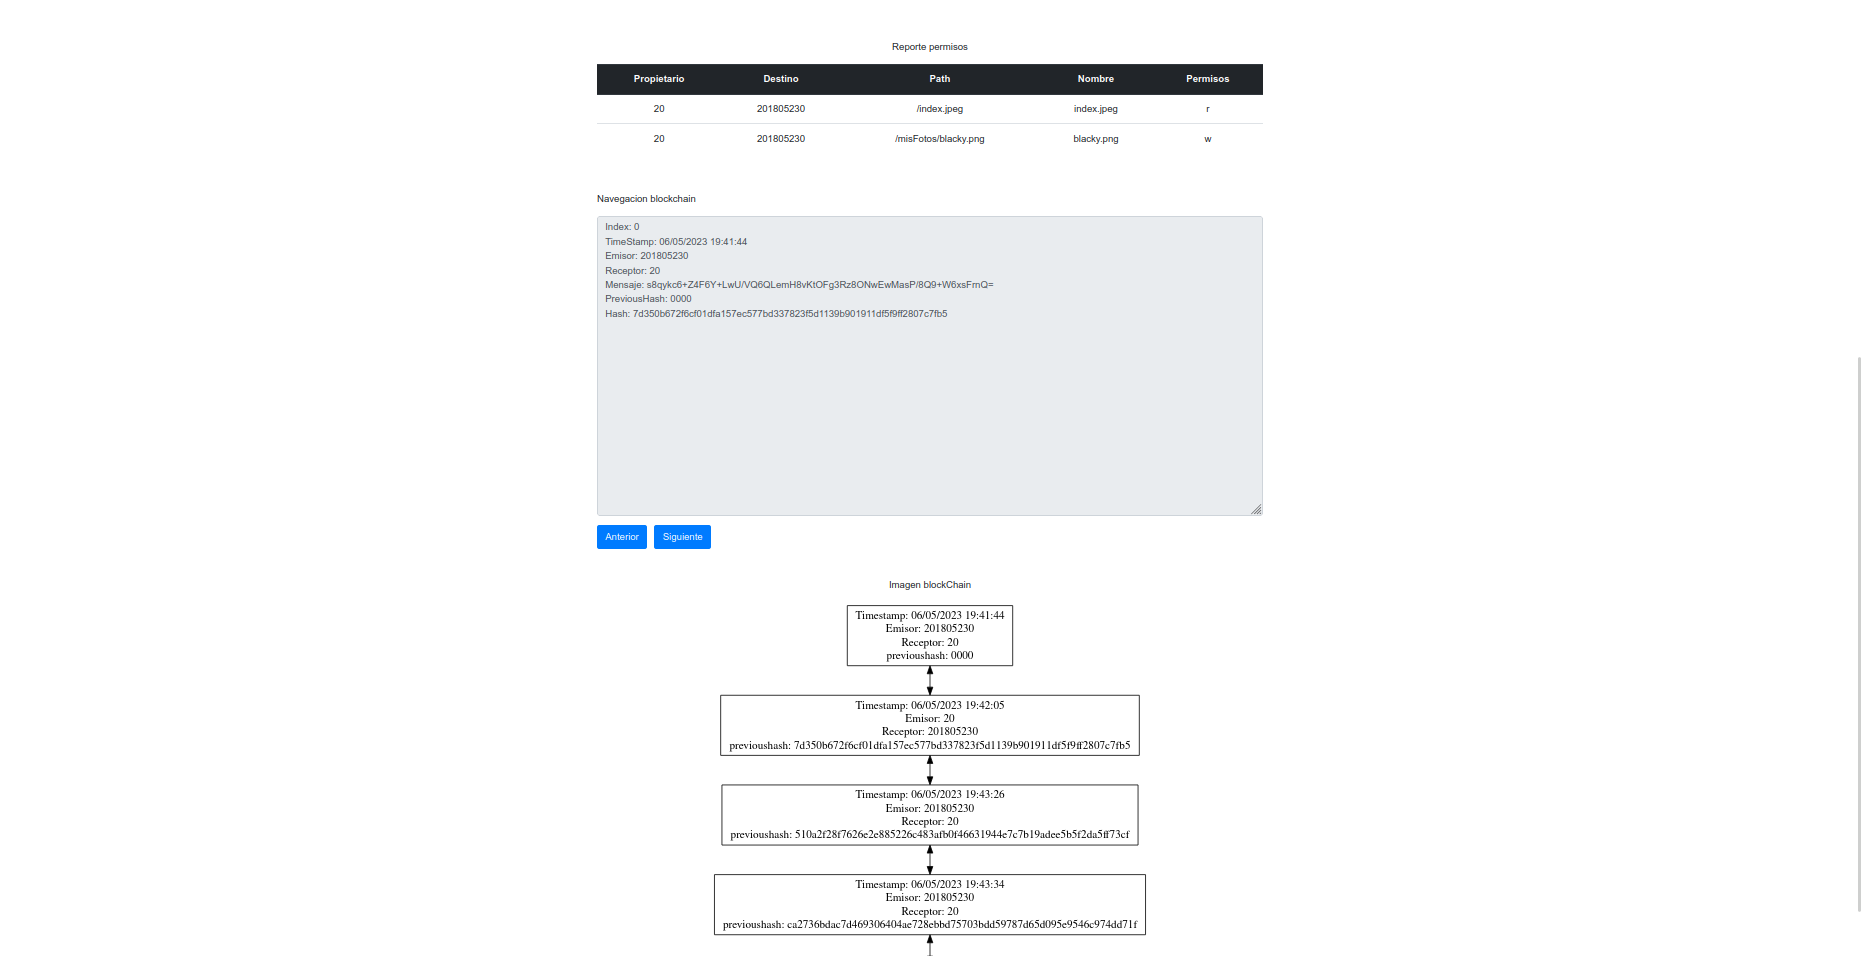 Reporte permisos
Propietario Destino Path Nombre Permisos
20 201805230 /index.jpeg index.jpeg r
20 201805230 /misFotos/blacky.png blacky.png w
Navegacion blockchain
Index: 0
TimeStamp: 06/05/2023 19:41:44
Emisor: 201805230
Receptor: 20
Mensaje: s8qykc6+Z4F6Y+LwU/VQ6QLemH8vKtOFg3Rz8ONwEwMasP/8Q9+W6xsFrnQ=
PreviousHash: 0000
Hash: 7d350b672f6cf01dfa157ec577bd337823f5d1139b901911df5f9ff2807c7fb5
Anterior Siguiente
Imagen blockChain
Timestamp: 06/05/2023 19:41:44
Emisor: 201805230
Receptor: 20
previoushash: 0000
Timestamp: 06/05/2023 19:42:05
Emisor: 20
Receptor: 201805230
previoushash: 7d350b672f6cf01dfa157ec577bd337823f5d1139b901911df5f9ff2807c7fb5
Timestamp: 06/05/2023 19:43:26
Emisor: 201805230
Receptor: 20
previoushash: 510a2f28f7626e2e885226c483afb0f46631944e7c7b19adee5b5f2da5ff73cf
Timestamp: 06/05/2023 19:43:34
Emisor: 201805230
Receptor: 20
previoushash: ca2736bdac7d469306404ae728ebbd75703bdd59787d65d095e9546c974dd71f